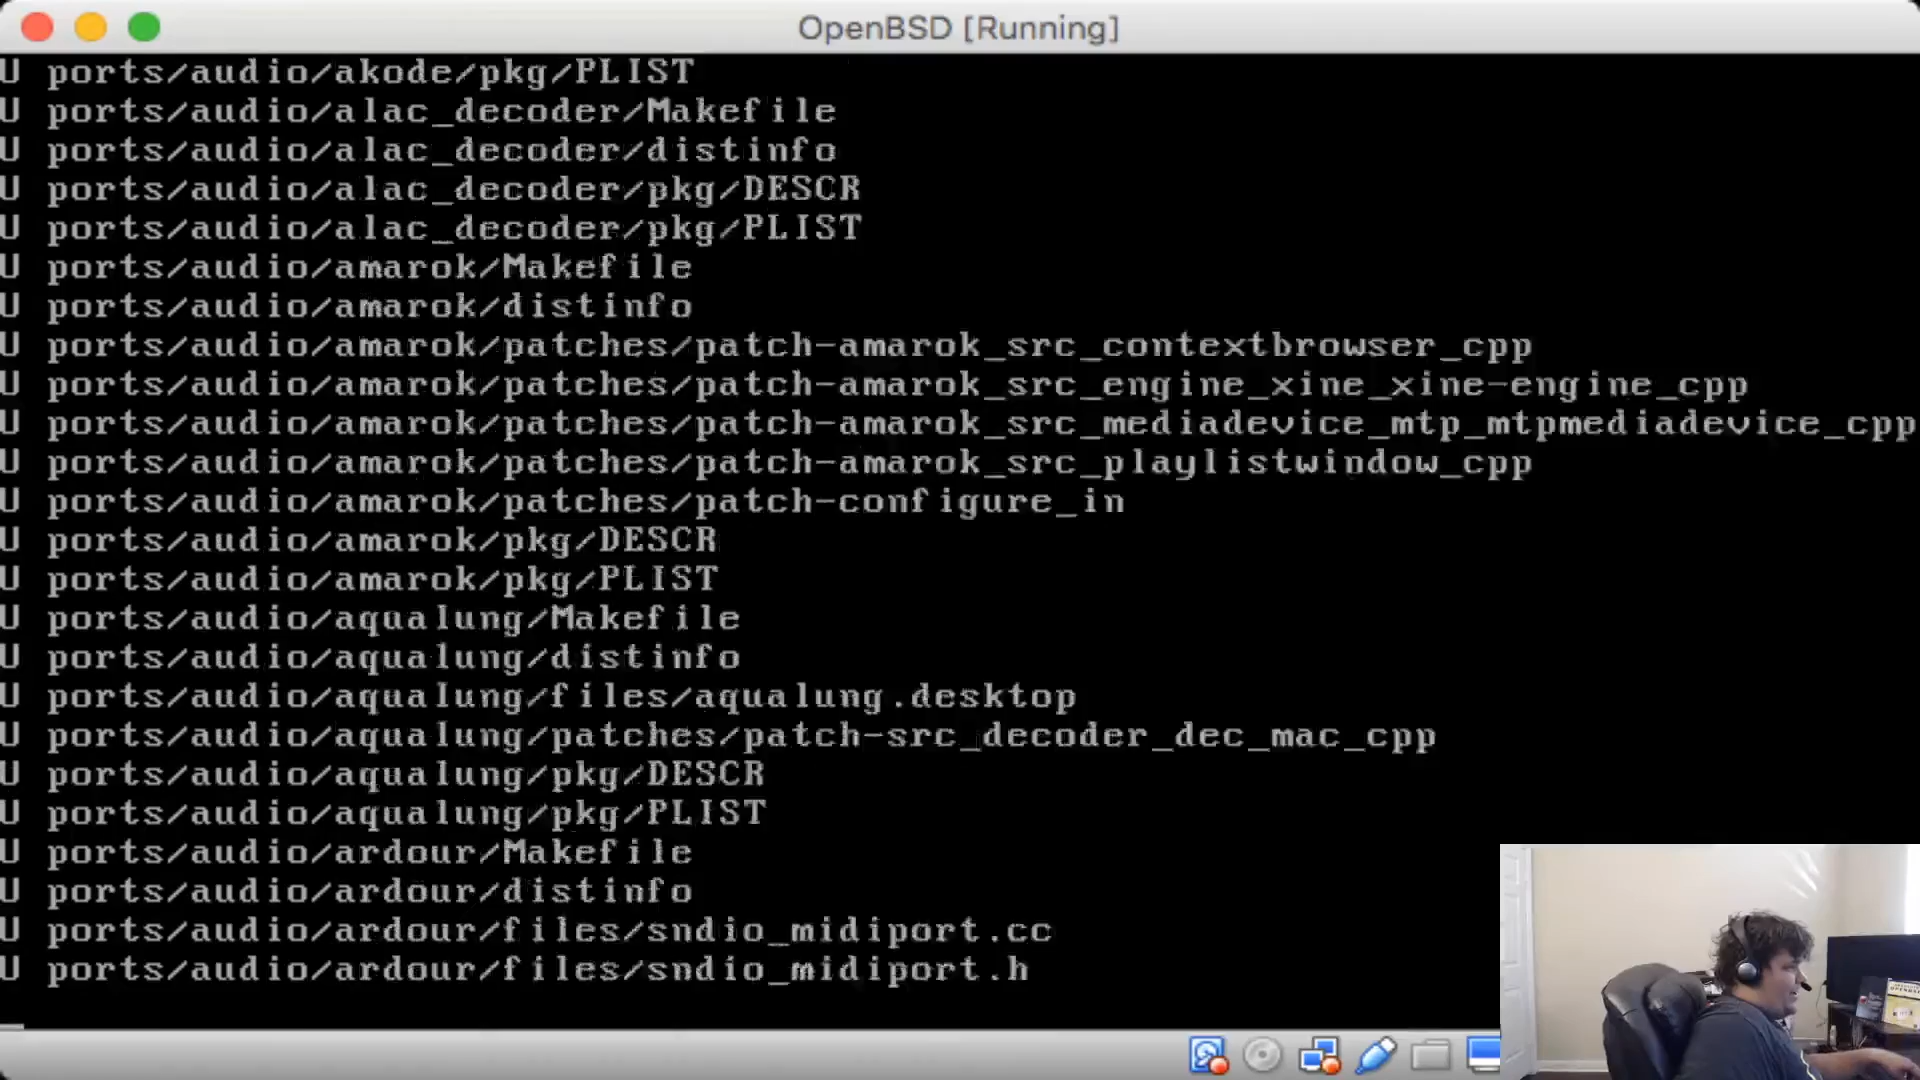 OpenBSD [Running]
U ports/audio/akode/pkg/PLIST
U ports/audio/alac_decoder/Makefile
U ports/audio/alac_decoder/distinfo
U ports/audio/alac_decoder/pkg/DESCR
U ports/audio/alac_decoder/pkg/PLIST
U ports/audio/amarok/Makefile
U ports/audio/amarok/distinfo
U ports/audio/amarok/patches/patch-amarok_src_contextbrowser_cpp
U ports/audio/amarok/patches/patch-amarok_src_engine_xine_xine-engine_cpp
U ports/audio/amarok/patches/patch-amarok_src_mediadevice_mtp_mtpmediadevice_cpp
U ports/audio/amarok/patches/patch-amarok_src_playlistwindow_cpp
U ports/audio/amarok/patches/patch-configure_in
U ports/audio/amarok/pkg/DESCR
U ports/audio/amarok/pkg/PLIST
U ports/audio/aqualung/Makefile
U ports/audio/aqualung/distinfo
U ports/audio/aqualung/files/aqualung.desktop
U ports/audio/aqualung/patches/patch-src_decoder_dec_mac_cpp
U ports/audio/aqualung/pkg/DESCR
U ports/audio/aqualung/pkg/PLIST
U ports/audio/ardour/Makefile
U ports/audio/ardour/distinfo
U ports/audio/ardour/files/sndio_midiport.cc
U ports/audio/ardour/files/sndio_midiport.h